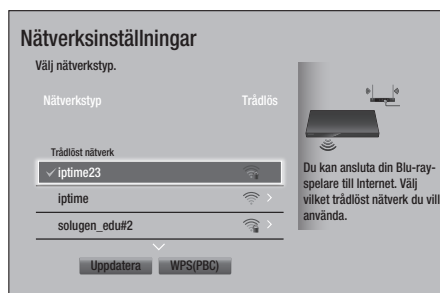 Nätverksinställningar
Välj nätverkstyp.
Nätverkstyp Trådlös
Trådlöst nätverk
iptime23
iptime
solugen_edu#2
Uppdatera WPS(PBC)
Du kan ansluta din Blu-ray-
spelare till Internet. Välj
vilket trådlöst nätverk du vill
använda.